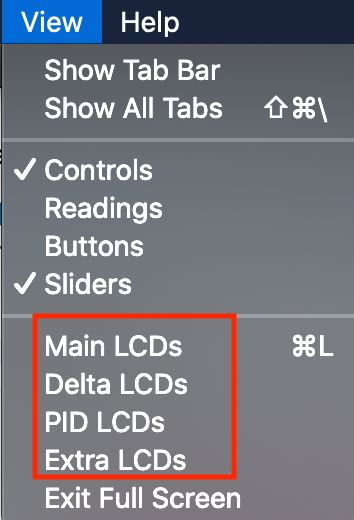 View Help
Show Tab Bar
Show All Tabs ⇧⌘\
✓ Controls
Readings
Buttons
✓ Sliders
Main LCDs ⌘L
Delta LCDs
PID LCDs
Extra LCDs
Exit Full Screen